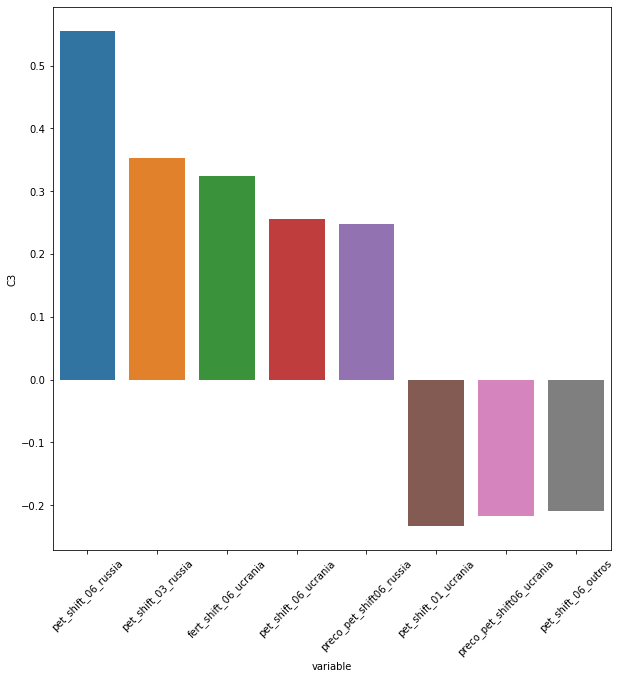 0.5
0.4
0.3
0.2
0.1
0.0
−0.1
−0.2
C3
pet_shift_06_russia
pet_shift_03_russia
fert_shift_06_ucrania
pet_shift_06_ucrania
preco_pet_shift06_russia
pet_shift_01_ucrania
preco_pet_shift06_ucrania
pet_shift_06_outros
variable